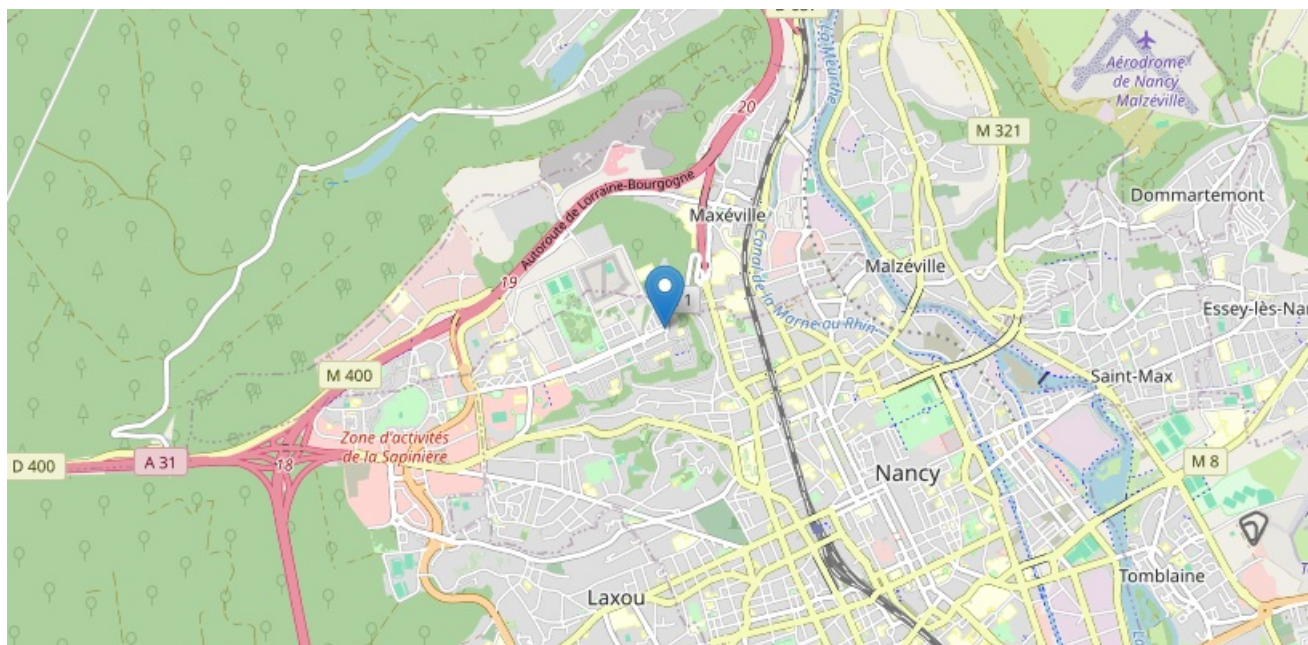 La Meurthe
Aérodrome
de Nancy
Malzéville
20
M 321
Autoroute de Lorraine-Bourgogne
Dommartemont
Maxéville
Malzéville
19
1
Canal de la Marne au Rhin
Essey-lès-Nan
M 400
Saint-Max
Zone d'activités
de la Sapinière
D 400
A 31
18
Nancy
M 8
Tomblaine
Laxou